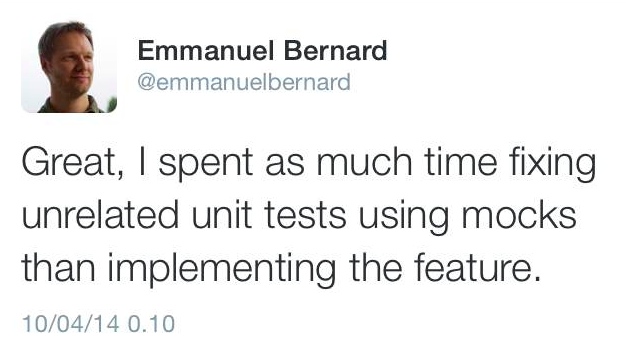 Emmanuel Bernard
@emmanuelbernard
Great, I spent as much time fixing
unrelated unit tests using mocks
than implementing the feature.
10/04/14 0.10